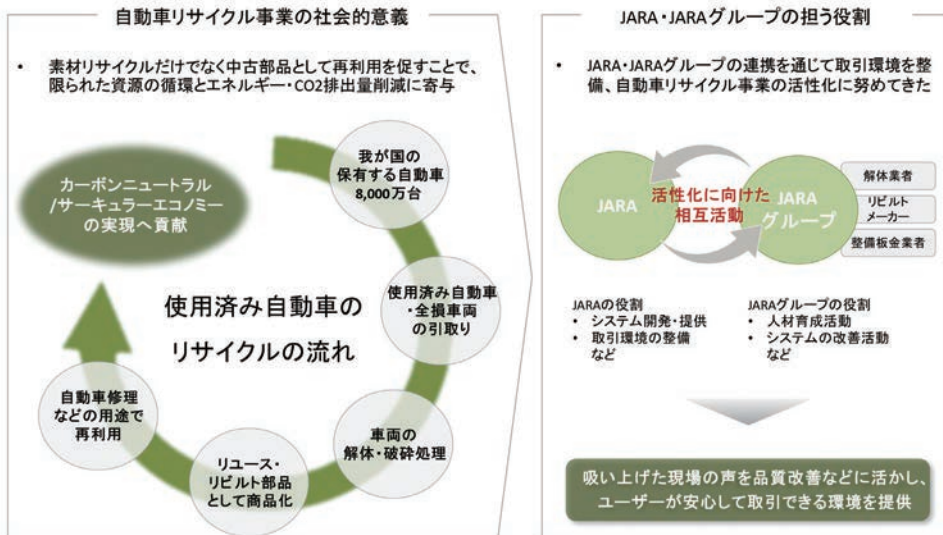 自動車リサイクル事業の社会的意義
• 素材リサイクルだけでなく中古部品として再利用を促すことで、
限られた資源の循環とエネルギー・CO2排出量削減に寄与
カーボンニュートラル
/サーキュラーエコノミー
の実現へ貢献
我が国の
保有する自動車
8,000万台
使用済み自動車
・全損車両
の引取り
車両の
解体・破砕処理
リユース・
リビルト部品
として商品化
自動車修理
などの用途で
再利用
使用済み自動車の
リサイクルの流れ
JARA・JARAグループの担う役割
• JARA・JARAグループの連携を通じて取引環境を整
備、自動車リサイクル事業の活性化に努めてきた
JARA
活性化に向けた
相互活動
JARA
グループ
解体業者
リビルト
メーカー
整備板金業者
JARAの役割
• システム開発・提供
• 取引環境の整備
など
JARAグループの役割
• 人材育成活動
• システムの改善活動
など
吸い上げた現場の声を品質改善などに活かし、
ユーザーが安心して取引できる環境を提供